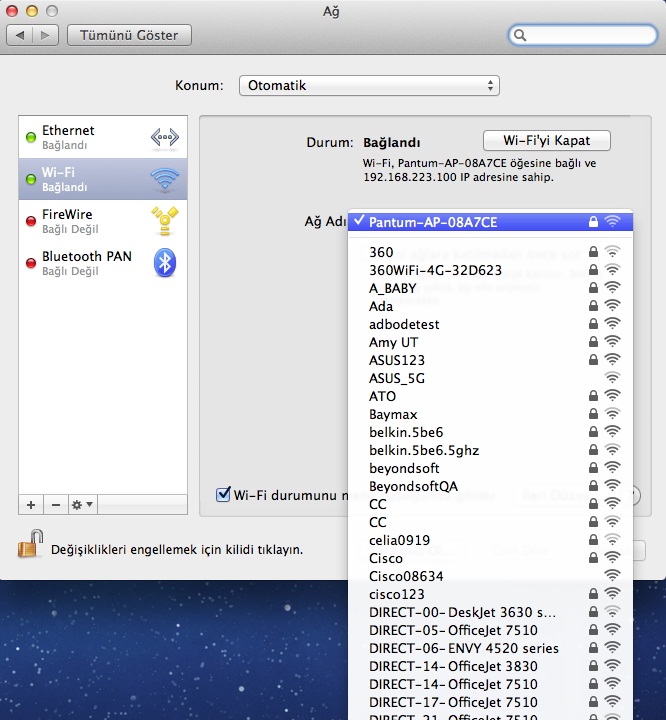 Ağ
Tümünü Göster
Konum:
Otomatik
Ethernet
Bağlandı
Wi-Fi
Bağlandı
FireWire
Bağlı Değil
Bluetooth PAN
Bağlı Değil
Durum: Bağlandı
Wi-Fi'yi Kapat
Wi-Fi, Pantum-AP-08A7CE öğesine bağlı ve
192.168.223.100 IP adresine sahip.
Ağ Adı
Pantum-AP-08A7CE
360
360WiFi-4G-32D623
A_BABY
Ada
adbodetest
Amy UT
ASUS123
ASUS_5G
ATO
Baymax
belkin.5be6
belkin.5be6.5ghz
beyondsoft
BeyondsoftQA
CC
CC
celia0919
Cisco
Cisco08634
cisco123
DIRECT-00-DeskJet 3630 s...
DIRECT-05-OfficeJet 7510
DIRECT-06-ENVY 4520 series
DIRECT-14-OfficeJet 3830
DIRECT-14-OfficeJet 7510
DIRECT-17-OfficeJet 7510
DIRECT-21-OfficeJet 7510
Wi-Fi durumunu
Değişiklikleri engellemek için kilidi tıklayın.